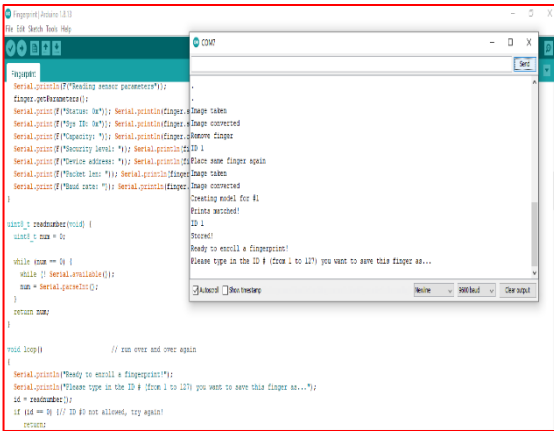 Fingerprint | Arduino 1.8.13
File Edit Sketch Tools Help
Fingerprint
Serial.println(F("Reading sensor parameters"));
finger.getParameters();
Serial.print(F("Status: 0x")); Serial.println(finger.s
Serial.print(F("Sys ID: 0x")); Serial.println(finger.s
Serial.print(F("Capacity: ")); Serial.println(finger.c
Serial.print(F("Security level: ")); Serial.println(fi
Serial.print(F("Device address: ")); Serial.println(fi
Serial.print(F("Packet len: ")); Serial.println(finger
Serial.print(F("Baud rate: ")); Serial.println(finger.
}
uint8_t readnumber(void) {
uint8_t num = 0;
while (num == 0) {
while (! Serial.available());
num = Serial.parseInt();
}
return num;
}
void loop() // run over and over again
{
Serial.println("Ready to enroll a fingerprint!");
Serial.println("Please type in the ID # (from 1 to 127) you want to save this finger as...");
id = readnumber();
if (id == 0) {// ID #0 not allowed, try again!
return;
COM7
Send
.
.
Image taken
Image converted
Remove finger
ID 1
Place same finger again
Image taken
Image converted
Creating model for #1
Prints matched!
ID 1
Stored!
Ready to enroll a fingerprint!
Please type in the ID # (from 1 to 127) you want to save this finger as...
Autoscroll Show timestamp
Newline
9600 baud
Clear output